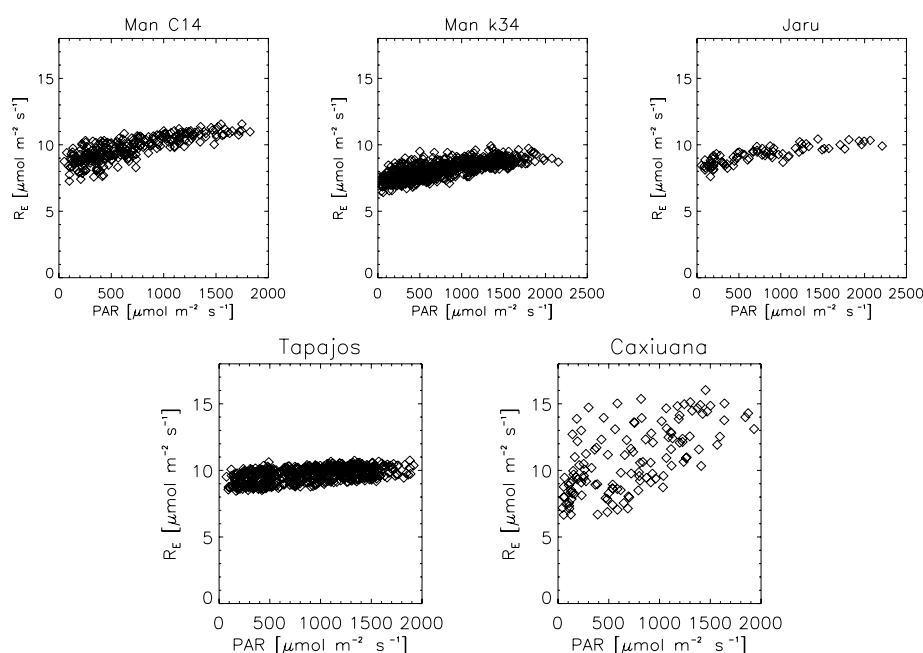 Man C14
Man k34
Jaru
R_E [μmol m⁻² s⁻¹]
15
10
5
0
0 500 1000 1500 2000
PAR [μmol m⁻² s⁻¹]
R_E [μmol m⁻² s⁻¹]
15
10
5
0
0 500 1000 1500 2000 2500
PAR [μmol m⁻² s⁻¹]
R_E [μmol m⁻² s⁻¹]
15
10
5
0
0 500 1000 1500 2000 2500
PAR [μmol m⁻² s⁻¹]
Tapajos
Caxiuana
R_E [μmol m⁻² s⁻¹]
15
10
5
0
0 500 1000 1500 2000
PAR [μmol m⁻² s⁻¹]
R_E [μmol m⁻² s⁻¹]
15
10
5
0
0 500 1000 1500 2000
PAR [μmol m⁻² s⁻¹]